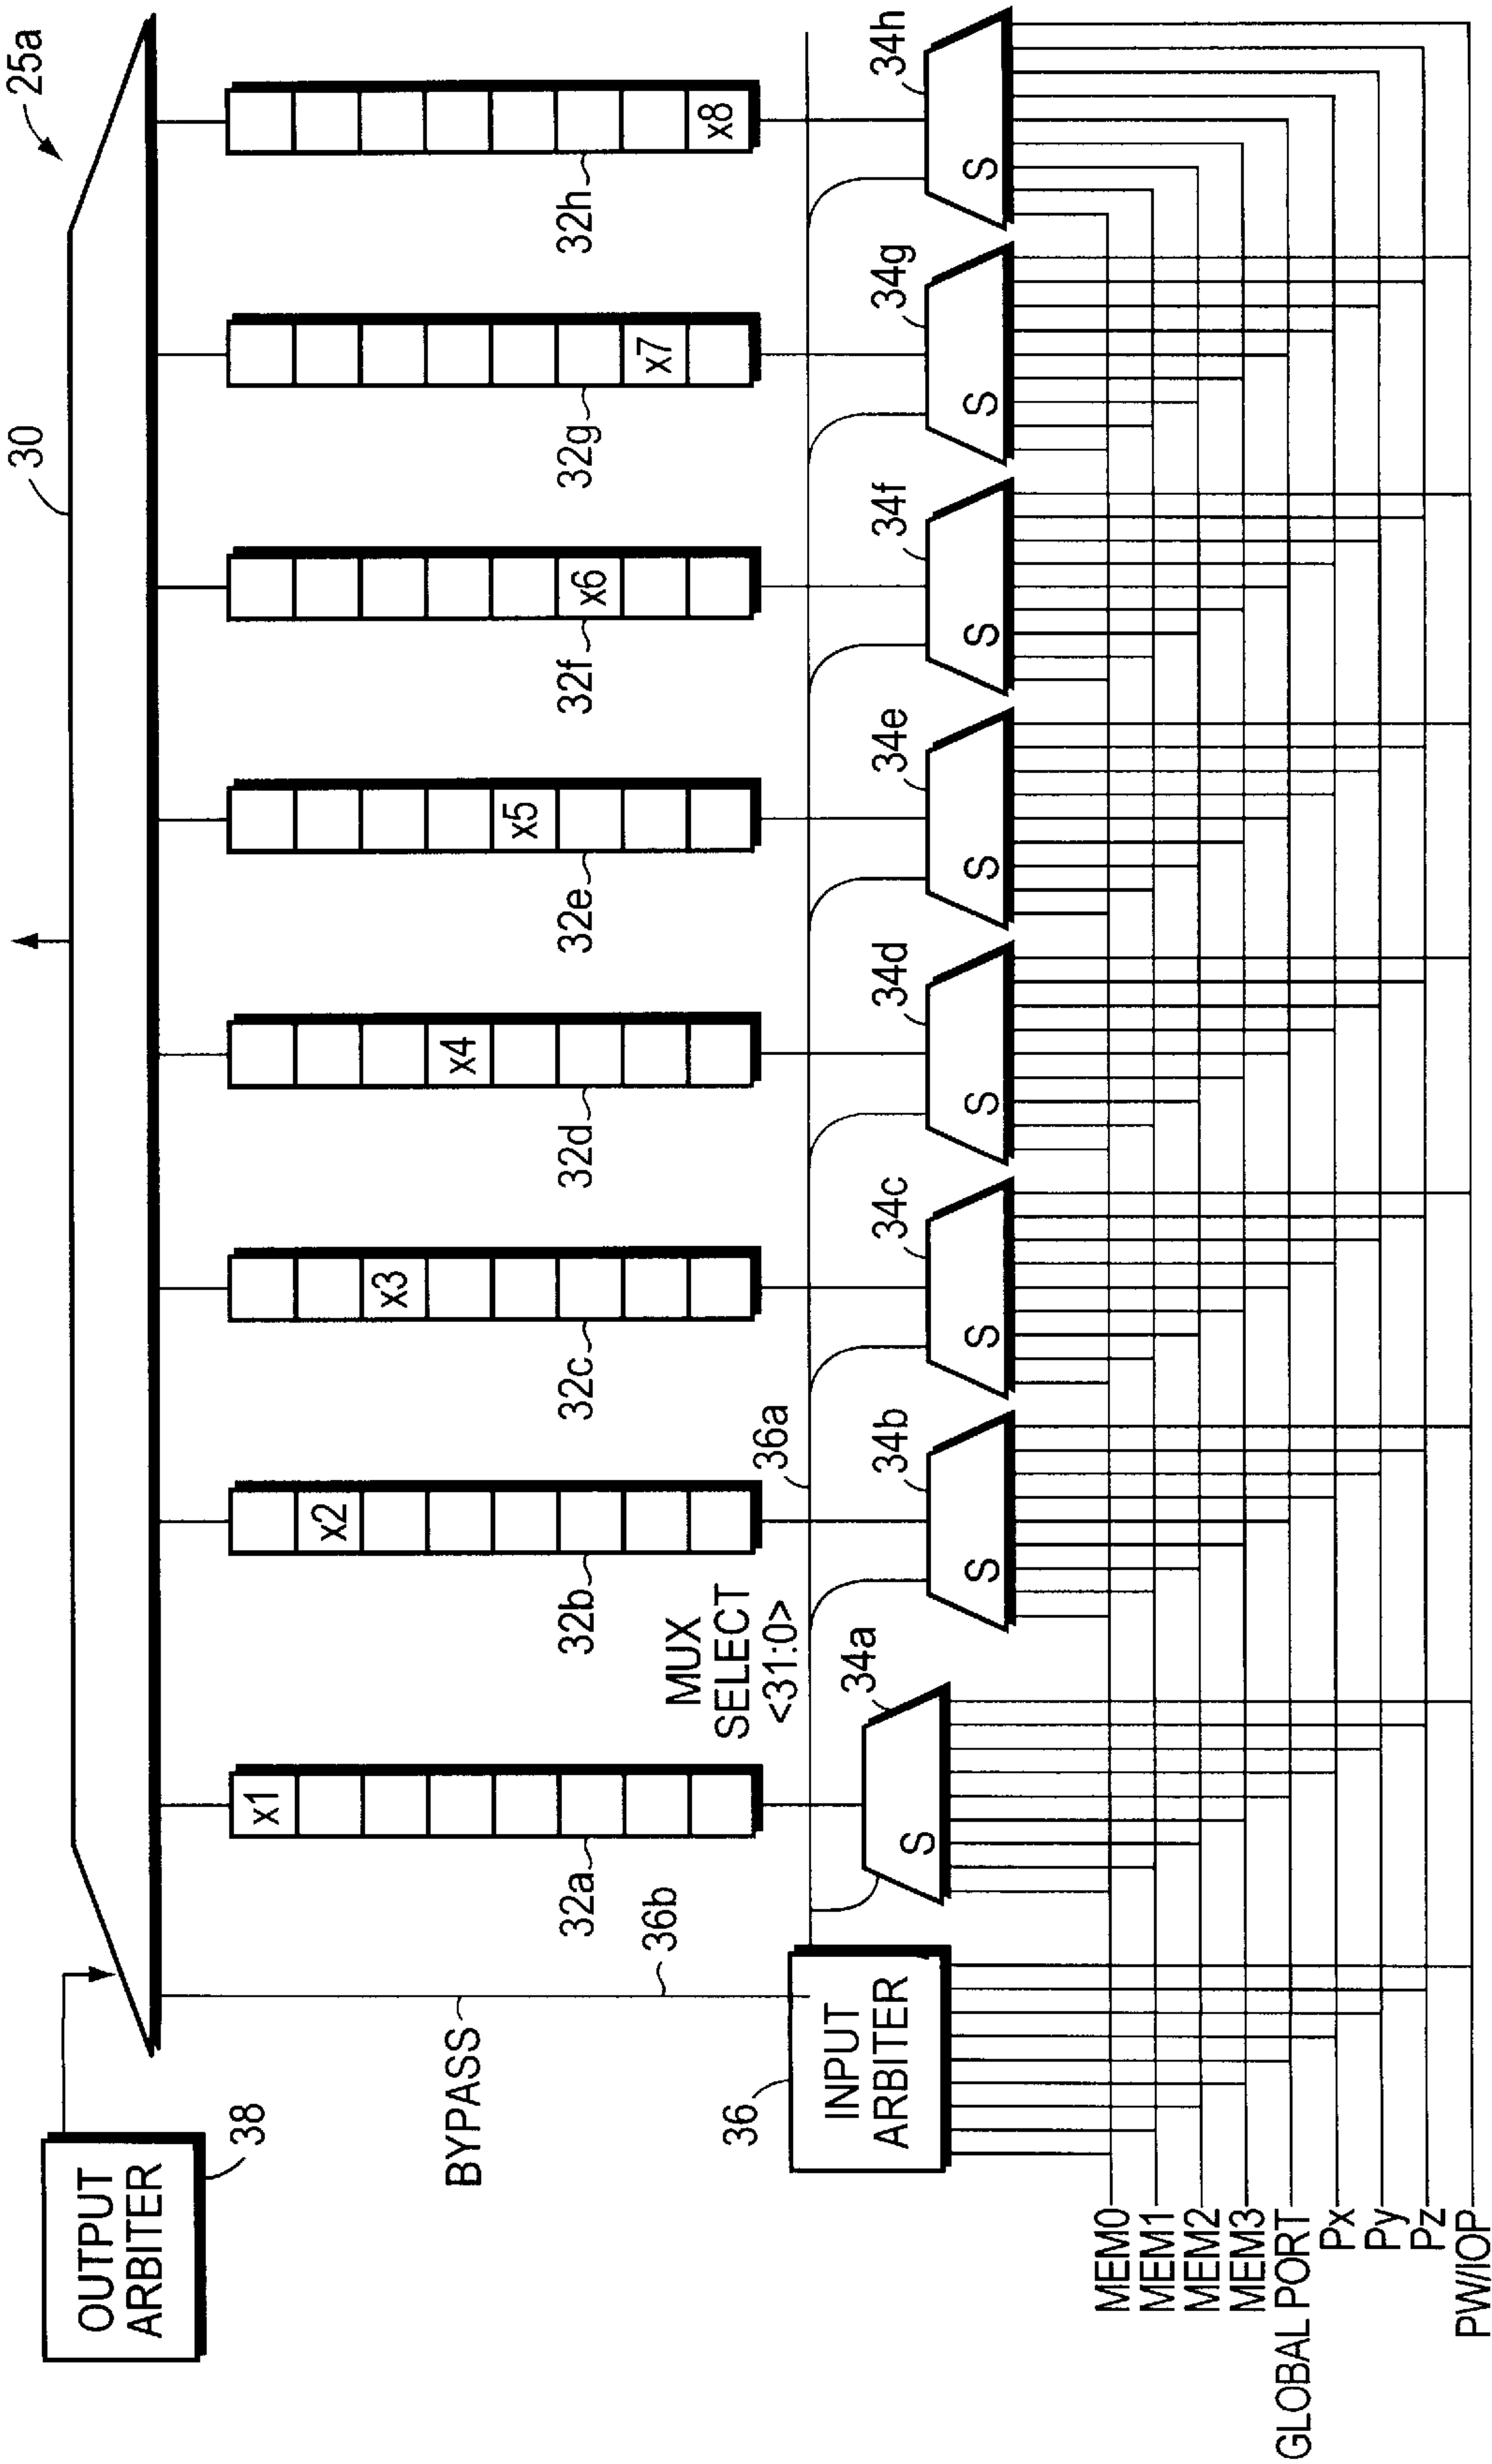 25a
30
OUTPUT
ARBITER
38
x1
x2
x3
x4
x5
x6
x7
x8
32a
32b
32c
32d
32e
32f
32g
32h
BYPASS
36b
MUX
SELECT
<31:0>
36a
36
INPUT
ARBITER
34a
34b
34c
34d
34e
34f
34g
34h
S
S
S
S
S
S
S
S
MEM0
MEM1
MEM2
MEM3
GLOBAL PORT
Px
Py
Pz
PW/IOP